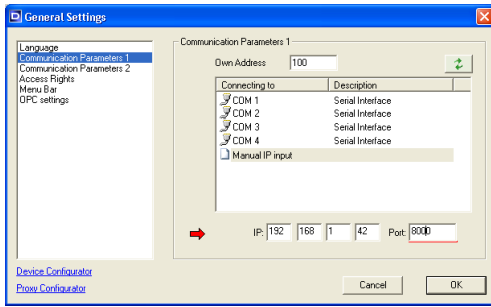 General Settings
Language
Communication Parameters 1
Communication Parameters 2
Access Rights
Menu Bar
OPC settings
Communication Parameters 1
Own Address 100
Connecting to Description
COM 1 Serial Interface
COM 2 Serial Interface
COM 3 Serial Interface
COM 4 Serial Interface
Manual IP input
IP: 192 168 1 42 Port: 8000
Device Configurator
Proxy Configurator
Cancel OK